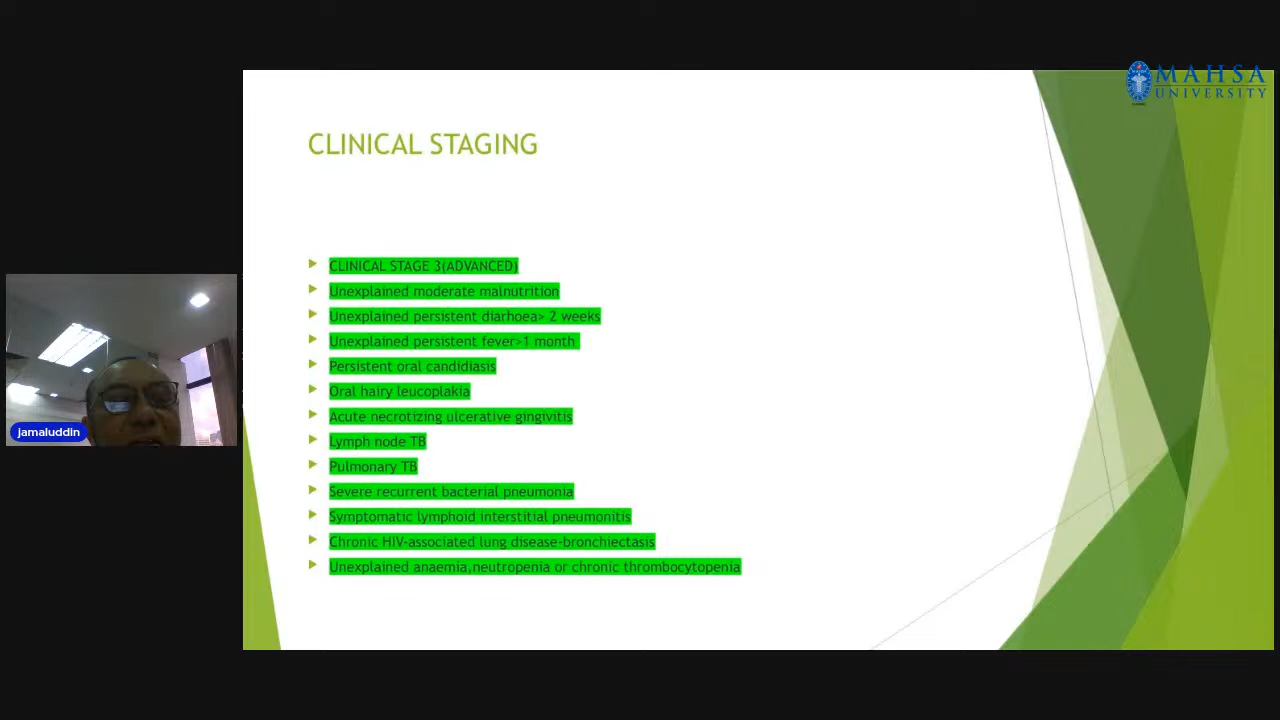 MAHSA
UNIVERSITY
CLINICAL STAGING
CLINICAL STAGE 3(ADVANCED)
Unexplained moderate malnutrition
Unexplained persistent diarhoea> 2 weeks
Unexplained persistent fever>1 month
Persistent oral candidiasis
Oral hairy leucoplakia
Acute necrotizing ulcerative gingivitis
Lymph node TB
Pulmonary TB
Severe recurrent bacterial pneumonia
Symptomatic lymphoid interstitial pneumonitis
Chronic HIV-associated lung disease-bronchiectasis
Unexplained anaemia,neutropenia or chronic thrombocytopenia
jamaluddin